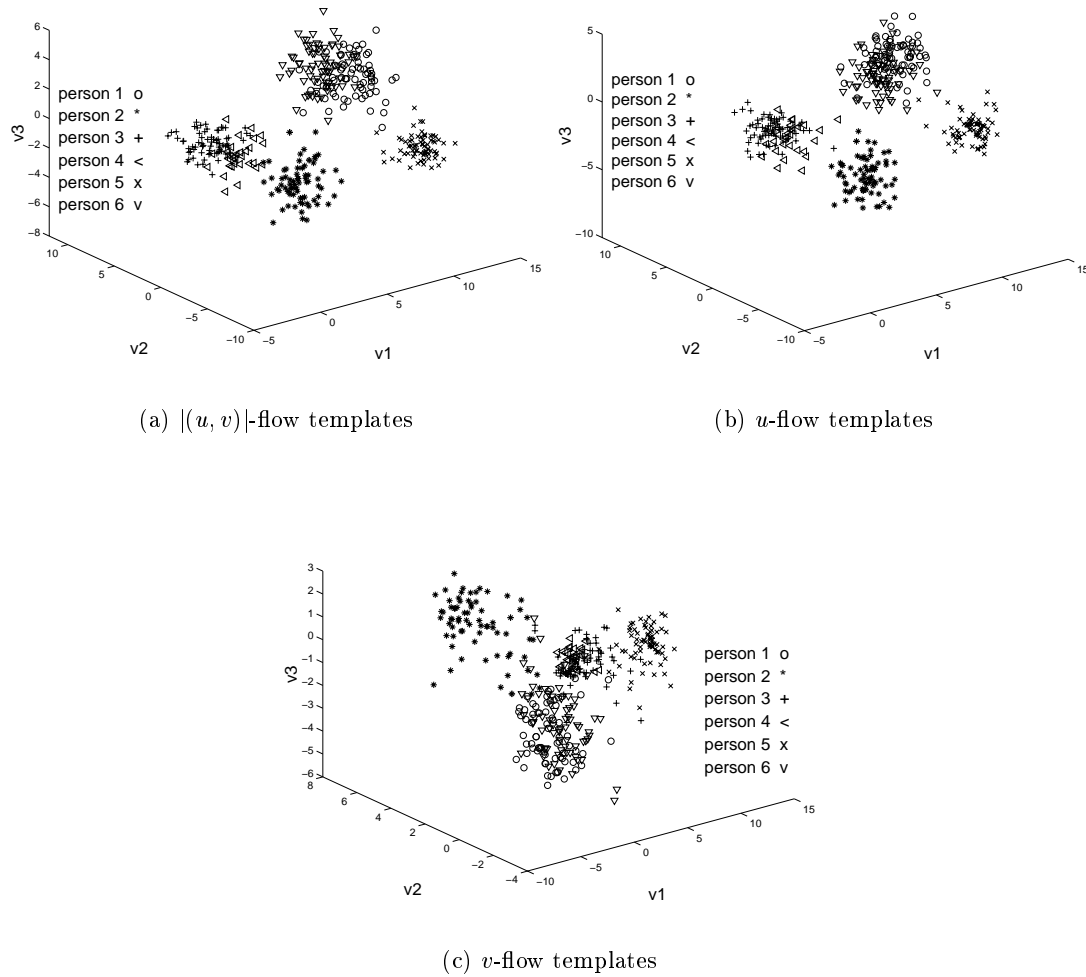 6
4
2
0
−2
−4
−6
−8
v3
person 1 o
person 2 *
person 3 +
person 4 <
person 5 x
person 6 v
10
5
0
−5
−10
v2
−5
0
5
10
15
v1
(a) |(u, v)|-flow templates
5
0
−5
−10
v3
person 1 o
person 2 *
person 3 +
person 4 <
person 5 x
person 6 v
10
5
0
−5
−10
v2
−5
0
5
10
15
v1
(b) u-flow templates
3
2
1
0
−1
−2
−3
−4
−5
−6
v3
person 1 o
person 2 *
person 3 +
person 4 <
person 5 x
person 6 v
8
6
4
2
0
−2
−4
v2
−10
−5
0
5
10
15
v1
(c) v-flow templates